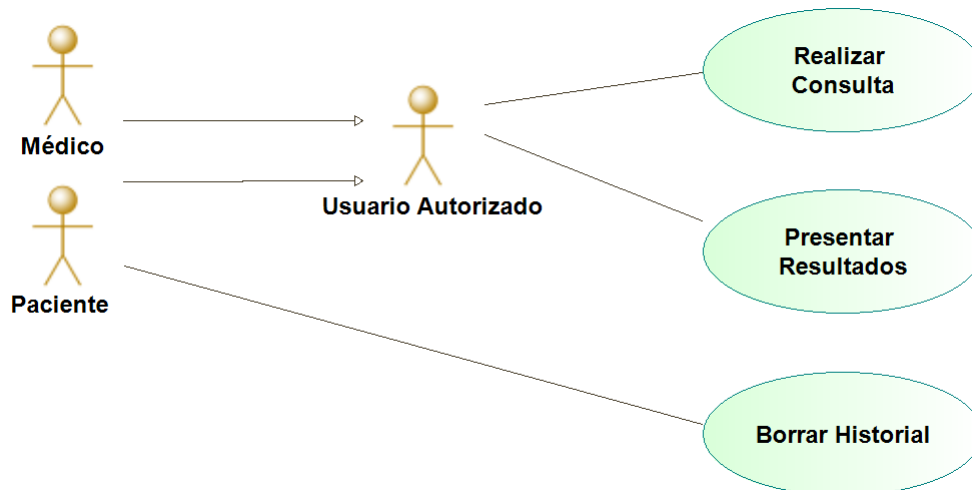 Médico
Paciente
Usuario Autorizado
Realizar
Consulta
Presentar
Resultados
Borrar Historial